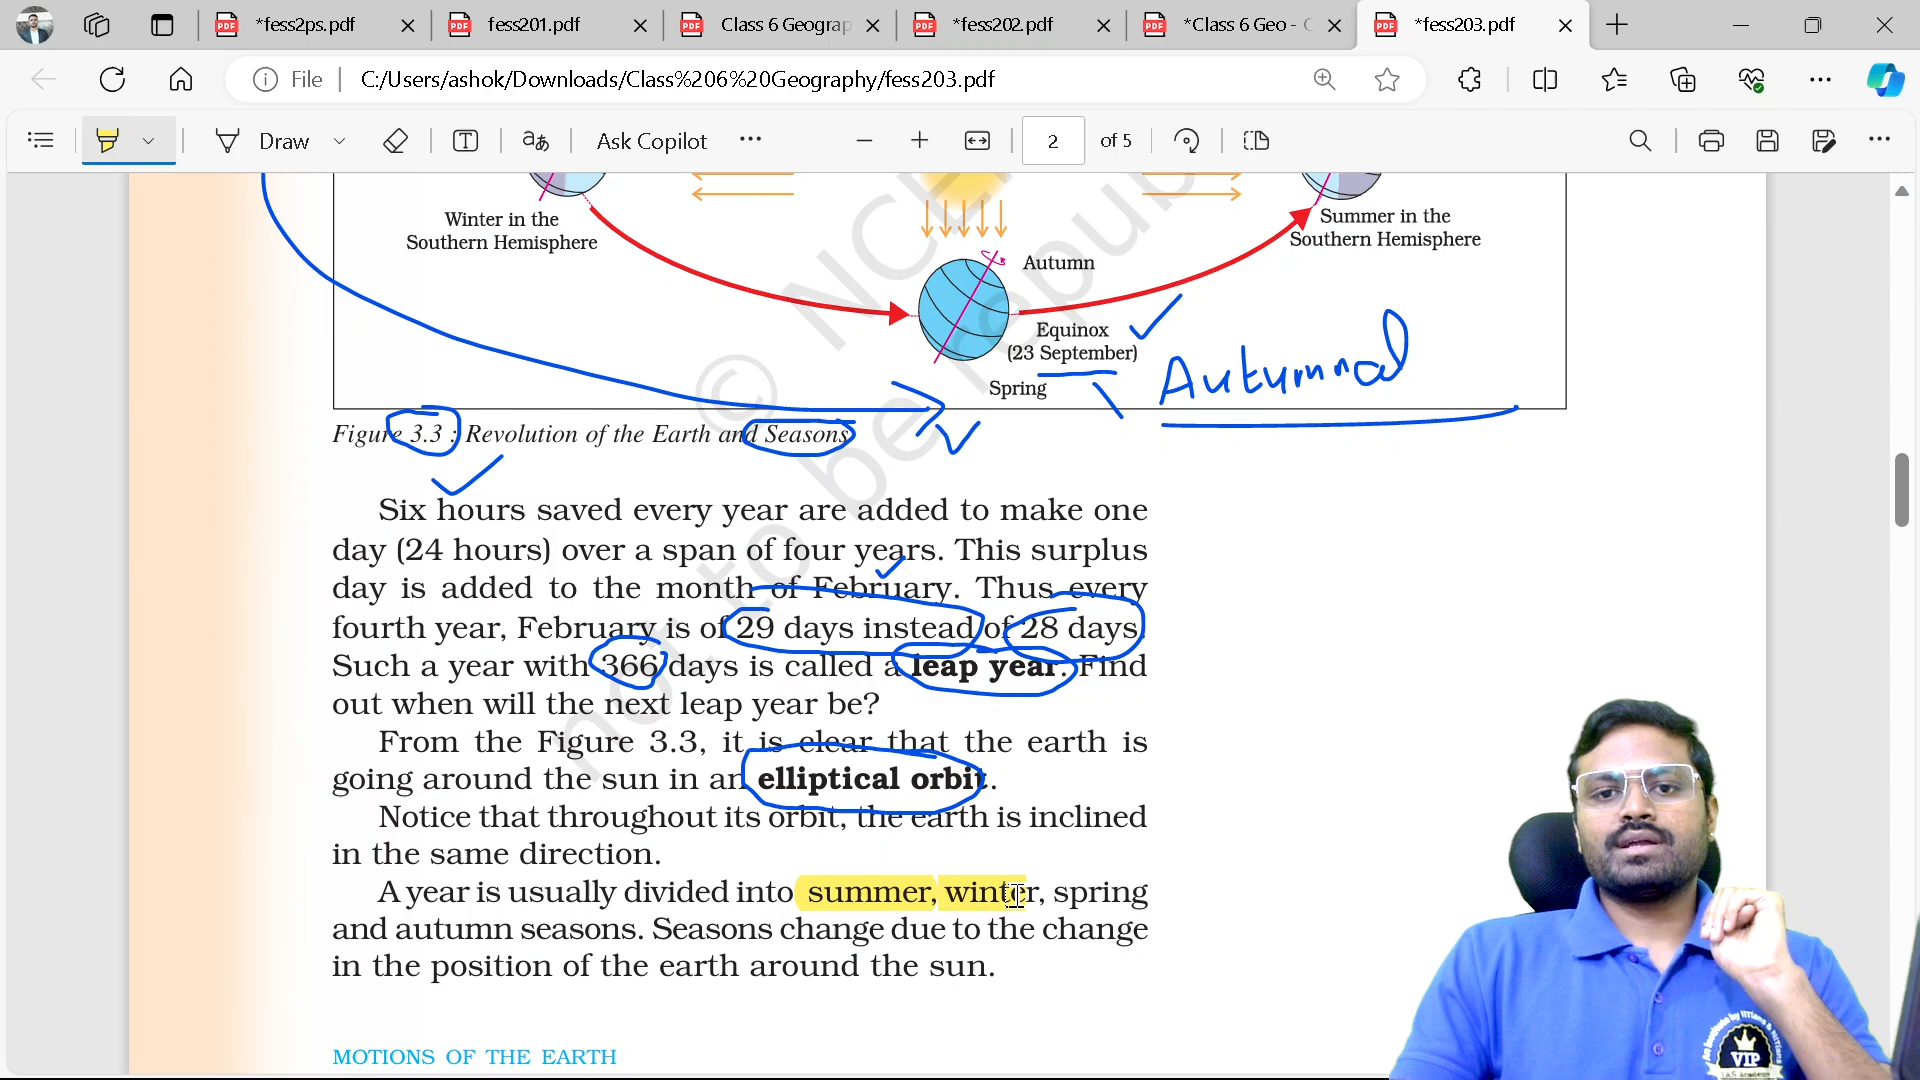 *fess2ps.pdf
fess201.pdf
Class 6 Geograp
*fess202.pdf
*Class 6 Geo -
*fess203.pdf
File
C:/Users/ashok/Downloads/Class%206%20Geography/fess203.pdf
Draw
Ask Copilot
2 of 5
Winter in the
Southern Hemisphere
Summer in the
Southern Hemisphere
Autumn
Equinox
(23 September)
Spring
Autumnal
Figure 3.3 : Revolution of the Earth and Seasons
Six hours saved every year are added to make one
day (24 hours) over a span of four years. This surplus
day is added to the month of February. Thus every
fourth year, February is of 29 days instead of 28 days.
Such a year with 366 days is called a leap year. Find
out when will the next leap year be?
From the Figure 3.3, it is clear that the earth is
going around the sun in an elliptical orbit.
Notice that throughout its orbit, the earth is inclined
in the same direction.
A year is usually divided into summer, winter, spring
and autumn seasons. Seasons change due to the change
in the position of the earth around the sun.
MOTIONS OF THE EARTH
not to be republ
© NCE
VIP